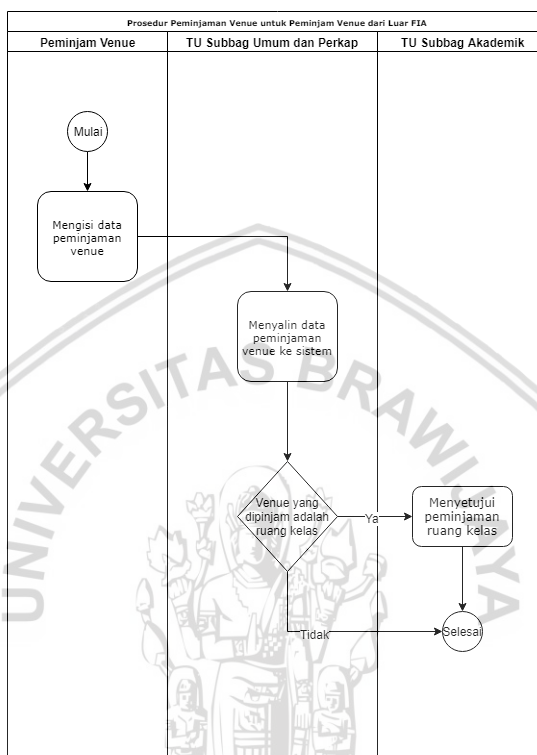 Prosedur Peminjaman Venue untuk Peminjam Venue dari Luar FIA
Peminjam Venue
TU Subbag Umum dan Perkap
TU Subbag Akademik
Mulai
Mengisi data
peminjaman
venue
Menyalin data
peminjaman
venue ke sistem
Venue yang
dipinjam adalah
ruang kelas
Ya
Menyetujui
peminjaman
ruang kelas
Tidak
Selesai
UNIVERSITAS BRAWIJAYA